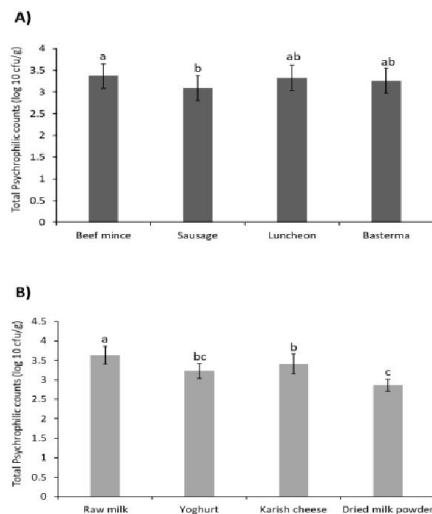 A)
Total Psychrophilic counts (log 10 cfu/g)
4
3.5
3
2.5
2
1.5
1
0.5
0
a
b
ab
ab
Beef mince Sausage Luncheon Basterma
B)
Total Psychrophilic counts (log 10 cfu/g)
4.5
4
3.5
3
2.5
2
1.5
1
0.5
0
a
bc
b
c
Raw milk Yoghurt Karish cheese Dried milk powder